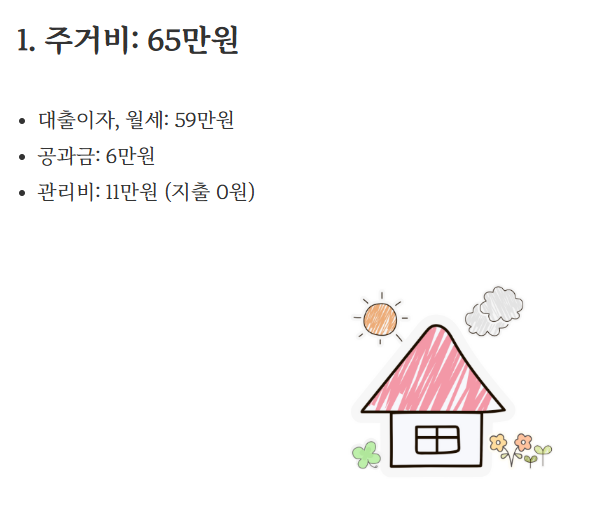 1. 주거비: 65만원
• 대출이자, 월세: 59만원
• 공과금: 6만원
• 관리비: 11만원 (지출 0원)